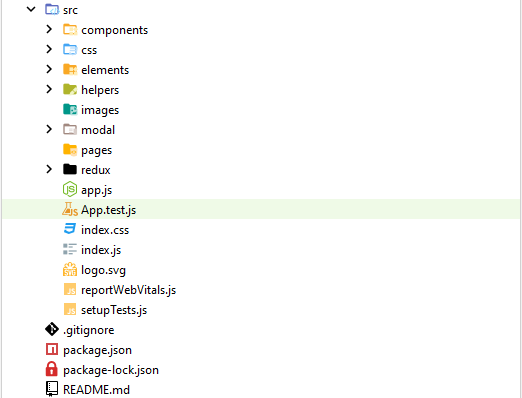 src
components
css
elements
helpers
images
modal
pages
redux
app.js
App.test.js
index.css
index.js
logo.svg
reportWebVitals.js
setupTests.js
.gitignore
package.json
package-lock.json
README.md